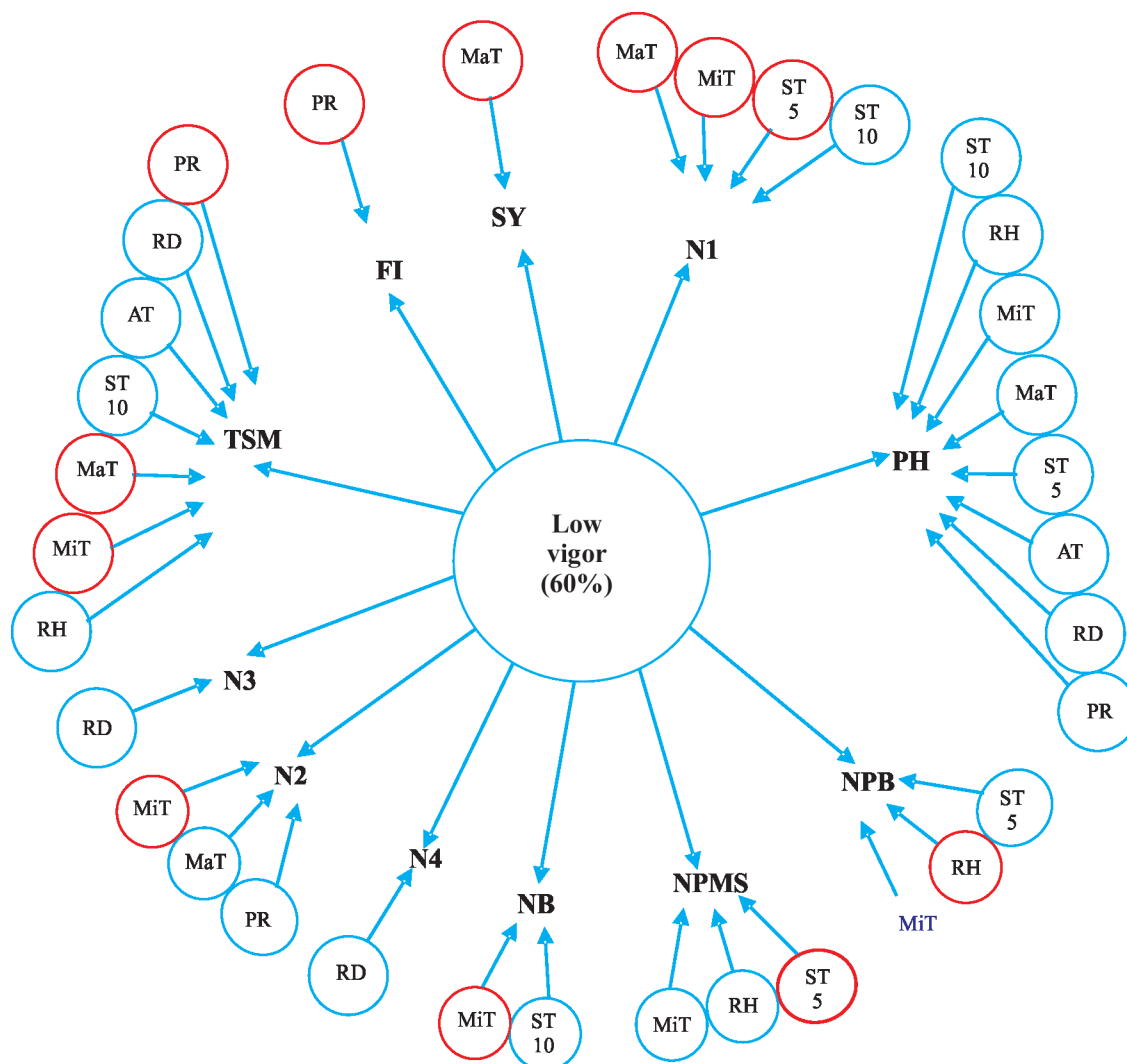 MaT
MaT
MiT
ST
5
ST
10
PR
PR
RD
AT
ST
10
MaT
MiT
RH
ST
10
RH
MiT
MaT
ST
5
AT
RD
PR
SY
N1
FI
TSM
PH
Low
vigor
(60%)
N3
RD
N2
MiT
MaT
PR
N4
RD
NB
MiT
ST
10
NPMS
MiT
RH
ST
5
NPB
ST
5
RH
MiT